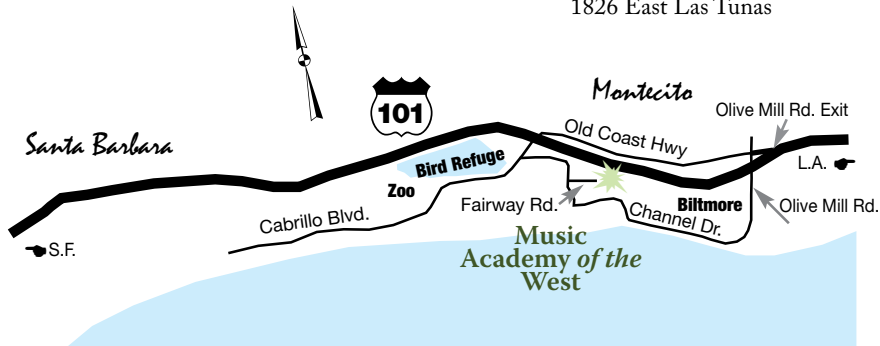 1826 East Las Tunas
Montecito
101
Olive Mill Rd. Exit
Santa Barbara
Old Coast Hwy
Bird Refuge
L.A.
Zoo
Fairway Rd.
Biltmore
Olive Mill Rd.
Cabrillo Blvd.
Channel Dr.
S.F.
Music
Academy of the
West